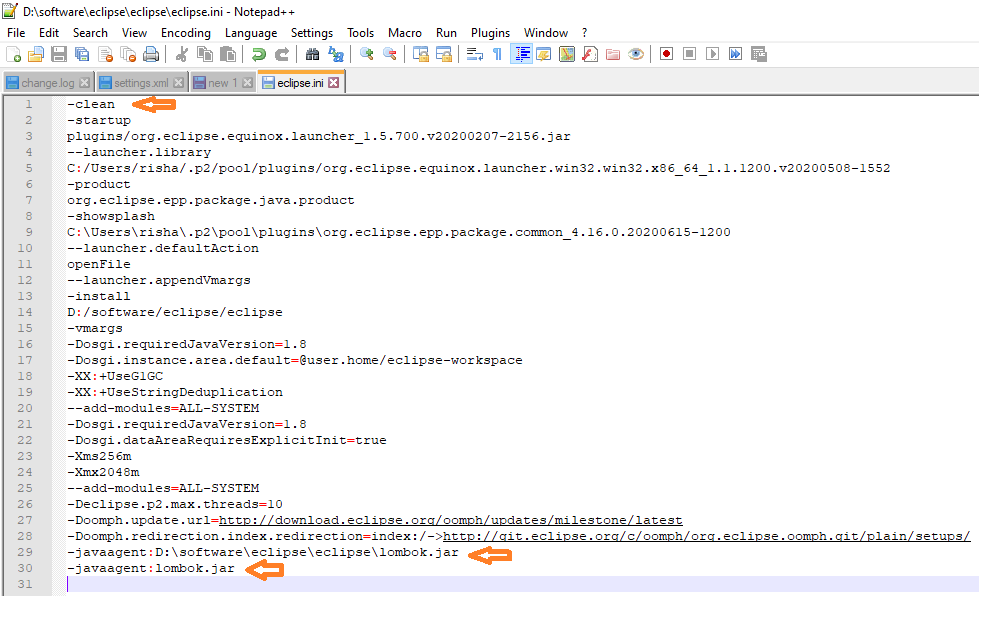 D:\software\eclipse\eclipse\eclipse.ini - Notepad++
File Edit Search View Encoding Language Settings Tools Macro Run Plugins Window ?
change.log settings.xml new 1 eclipse.ini
1 -clean
2 -startup
3 plugins/org.eclipse.equinox.launcher_1.5.700.v20200207-2156.jar
4 --launcher.library
5 C:/Users/risha/.p2/pool/plugins/org.eclipse.equinox.launcher.win32.win32.x86_64_1.1.1200.v20200508-1552
6 -product
7 org.eclipse.epp.package.java.product
8 -showsplash
9 C:\Users\risha\.p2\pool\plugins\org.eclipse.epp.package.common_4.16.0.20200615-1200
10 --launcher.defaultAction
11 openFile
12 --launcher.appendVmargs
13 -install
14 D:/software/eclipse/eclipse
15 -vmargs
16 -Dosgi.requiredJavaVersion=1.8
17 -Dosgi.instance.area.default=@user.home/eclipse-workspace
18 -XX:+UseG1GC
19 -XX:+UseStringDeduplication
20 --add-modules=ALL-SYSTEM
21 -Dosgi.requiredJavaVersion=1.8
22 -Dosgi.dataAreaRequiresExplicitInit=true
23 -Xms256m
24 -Xmx2048m
25 --add-modules=ALL-SYSTEM
26 -Declipse.p2.max.threads=10
27 -Doomph.update.url=http://download.eclipse.org/oomph/updates/milestone/latest
28 -Doomph.redirection.index.redirection=index:/->http://git.eclipse.org/c/oomph/org.eclipse.oomph.git/plain/setups/
29 -javaagent:D:\software\eclipse\eclipse\lombok.jar
30 -javaagent:lombok.jar
31